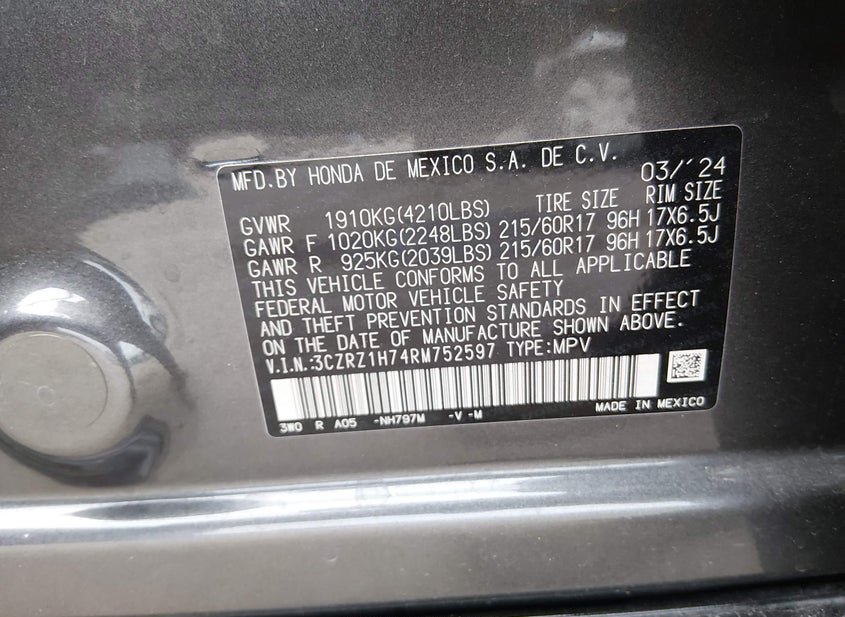 MFD.BY HONDA DE MEXICO S.A. DE C.V. 03/´24
TIRE SIZE RIM SIZE
GVWR 1910KG(4210LBS)
GAWR F 1020KG(2248LBS) 215/60R17 96H 17X6.5J
GAWR R 925KG(2039LBS) 215/60R17 96H 17X6.5J
THIS VEHICLE CONFORMS TO ALL APPLICABLE
FEDERAL MOTOR VEHICLE SAFETY
AND THEFT PREVENTION STANDARDS IN EFFECT
ON THE DATE OF MANUFACTURE SHOWN ABOVE.
V.I.N.:3CZRZ1H74RM752597 TYPE:MPV
3W0 R A05 -NH797M -V -M MADE IN MEXICO